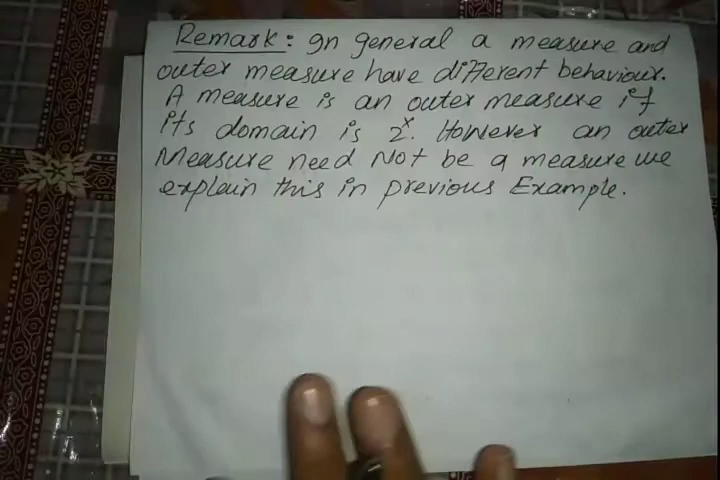 Remark: In general a measure and
outer measure have different behaviour.
A measure is an outer measure if
its domain is 2ˣ. However an outer
Measure need Not be a measure we
explain this in previous Example.